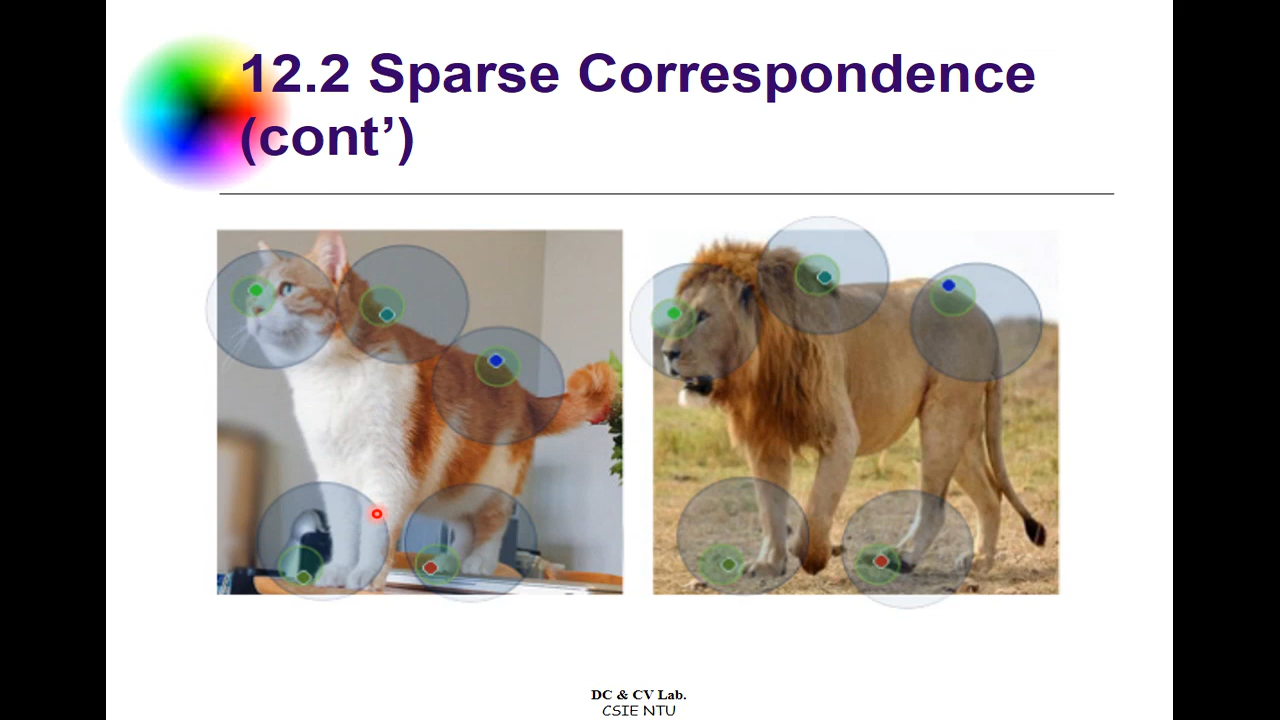 12.2 Sparse Correspondence
(cont’)
DC & CV Lab.
CSIE NTU